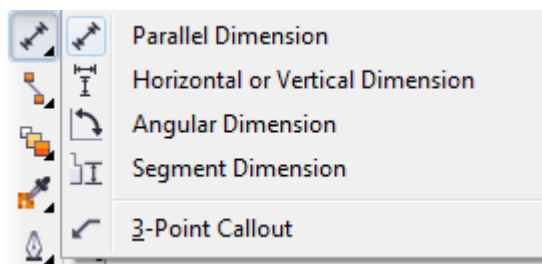 Parallel Dimension
Horizontal or Vertical Dimension
Angular Dimension
Segment Dimension
3-Point Callout